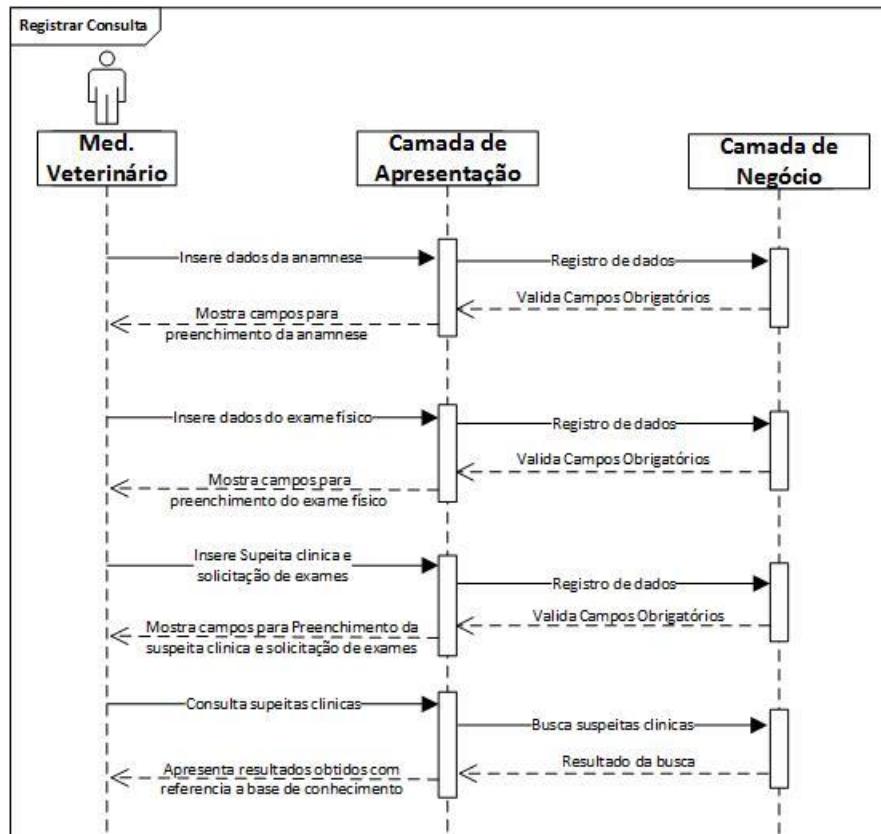 Registrar Consulta
Med.
Veterinário
Camada de
Apresentação
Camada de
Negócio
Insere dados da anamnese
Registro de dados
Valida Campos Obrigatórios
Mostra campos para
preenchimento da anamnese
Insere dados do exame físico
Registro de dados
Valida Campos Obrigatórios
Mostra campos para
preenchimento do exame físico
Insere Supeita clinica e
solicitação de exames
Registro de dados
Valida Campos Obrigatórios
Mostra campos para Preenchimento da
suspeita clinica e solicitação de exames
Consulta supeitas clinicas
Busca suspeitas clinicas
Resultado da busca
Apresenta resultados obtidos com
referencia a base de conhecimento